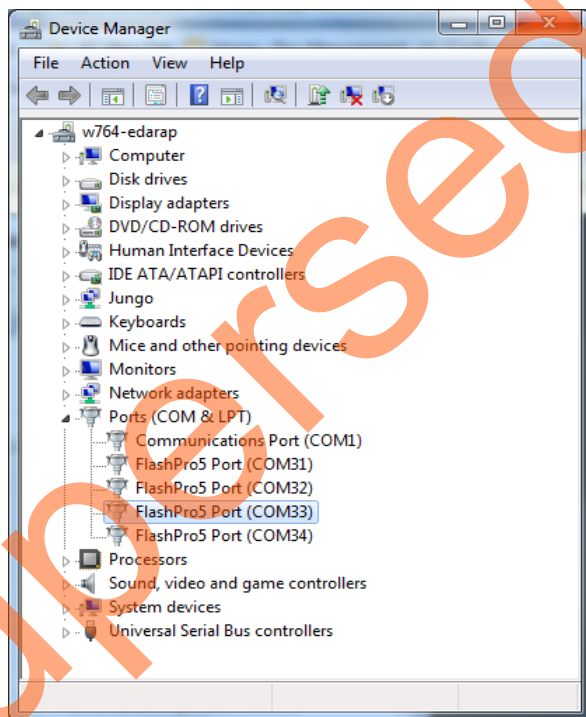 Device Manager
File Action View Help
w764-edarap
Computer
Disk drives
Display adapters
DVD/CD-ROM drives
Human Interface Devices
IDE ATA/ATAPI controllers
Jungo
Keyboards
Mice and other pointing devices
Monitors
Network adapters
Ports (COM & LPT)
Communications Port (COM1)
FlashPro5 Port (COM31)
FlashPro5 Port (COM32)
FlashPro5 Port (COM33)
FlashPro5 Port (COM34)
Processors
Sound, video and game controllers
System devices
Universal Serial Bus controllers
upersed